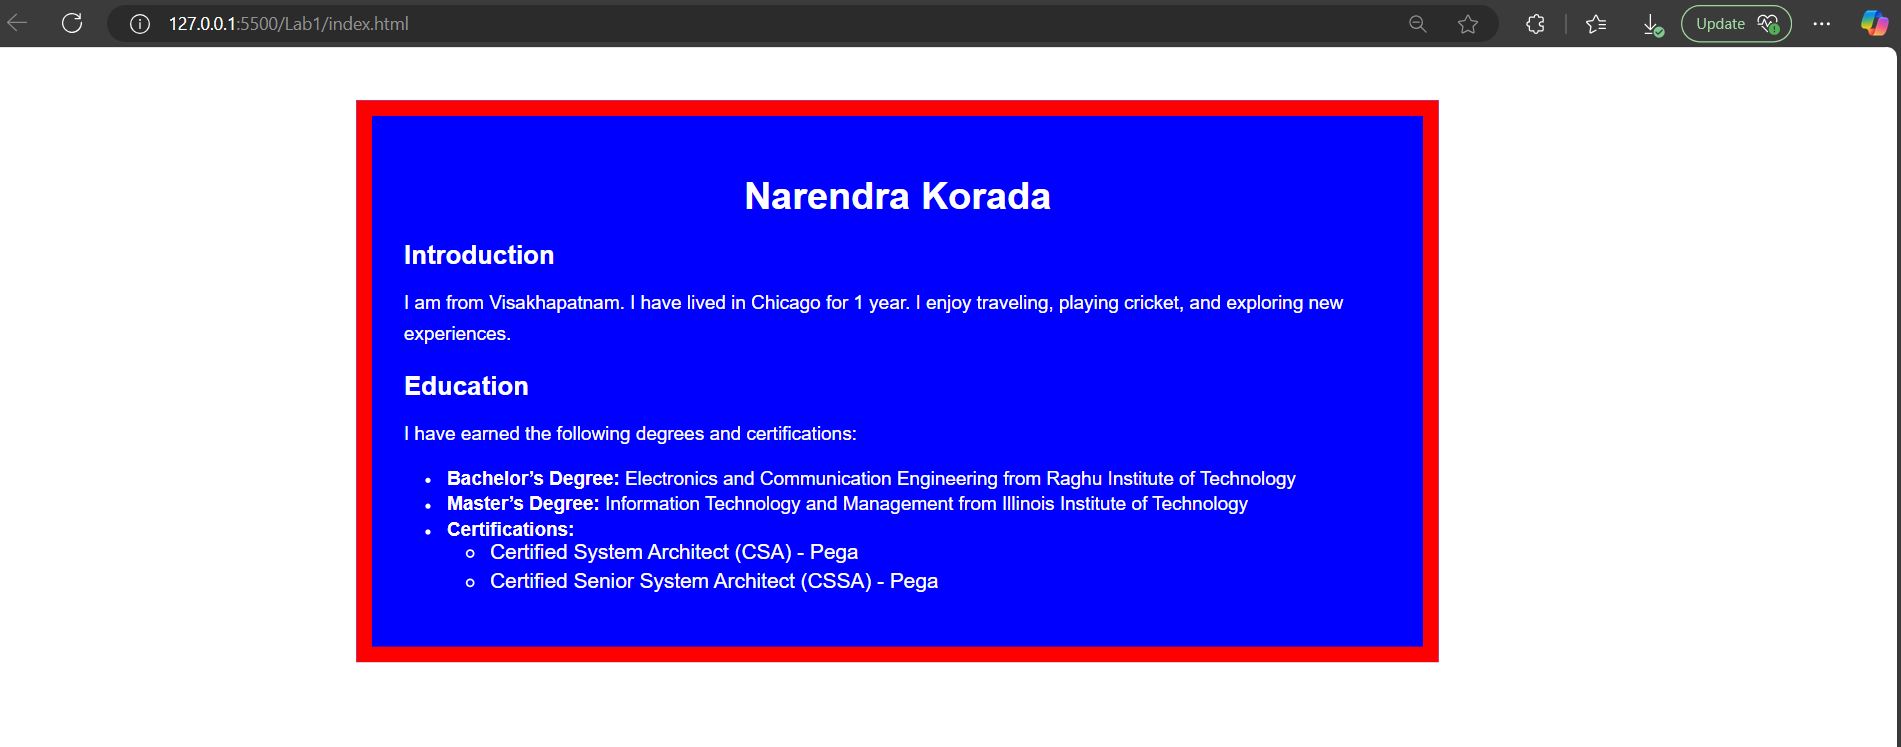 127.0.0.1:5500/Lab1/index.html
Update
Narendra Korada
Introduction
I am from Visakhapatnam. I have lived in Chicago for 1 year. I enjoy traveling, playing cricket, and exploring new
experiences.
Education
I have earned the following degrees and certifications:
Bachelor’s Degree: Electronics and Communication Engineering from Raghu Institute of Technology
Master’s Degree: Information Technology and Management from Illinois Institute of Technology
Certifications:
Certified System Architect (CSA) - Pega
Certified Senior System Architect (CSSA) - Pega